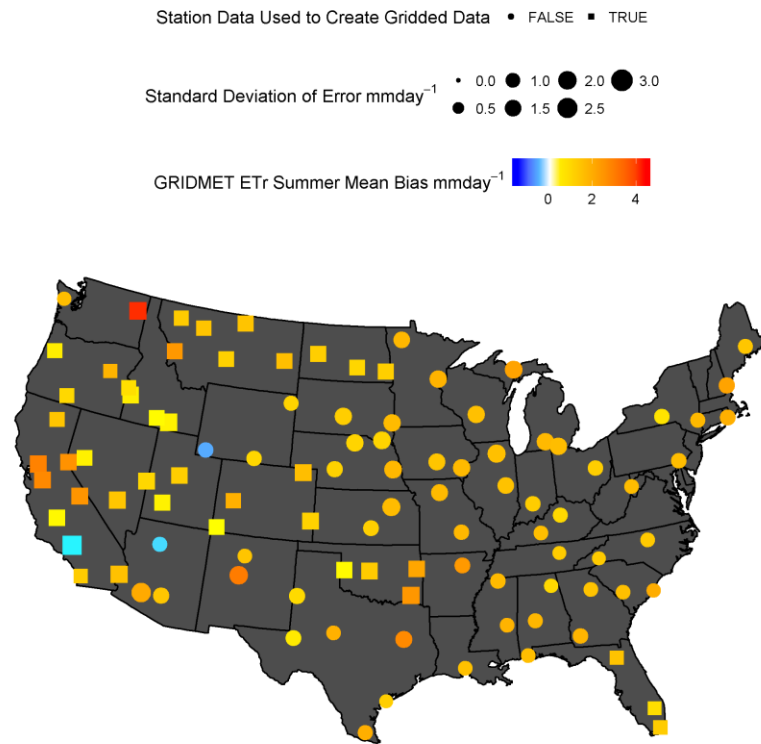 Station Data Used to Create Gridded Data FALSE TRUE
Standard Deviation of Error mmday⁻¹ 0.0 1.0 2.0 3.0
0.5 1.5 2.5
GRIDMET ETr Summer Mean Bias mmday⁻¹
0 2 4